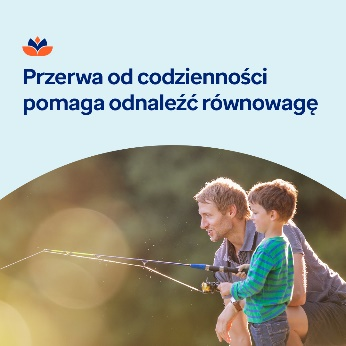 Przerwa od codzienności
pomaga odnaleźć równowagę